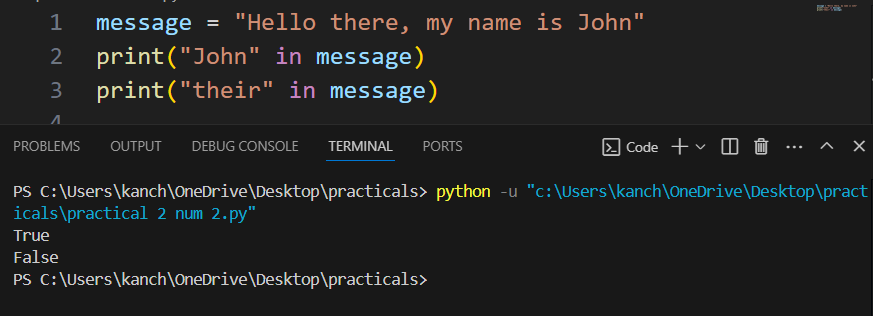 1 message = "Hello there, my name is John"
2 print("John" in message)
3 print("their" in message)
4
PROBLEMS OUTPUT DEBUG CONSOLE TERMINAL PORTS Code
PS C:\Users\kanch\OneDrive\Desktop\practicals> python -u "c:\Users\kanch\OneDrive\Desktop\pract
icals\practical 2 num 2.py"
True
False
PS C:\Users\kanch\OneDrive\Desktop\practicals>